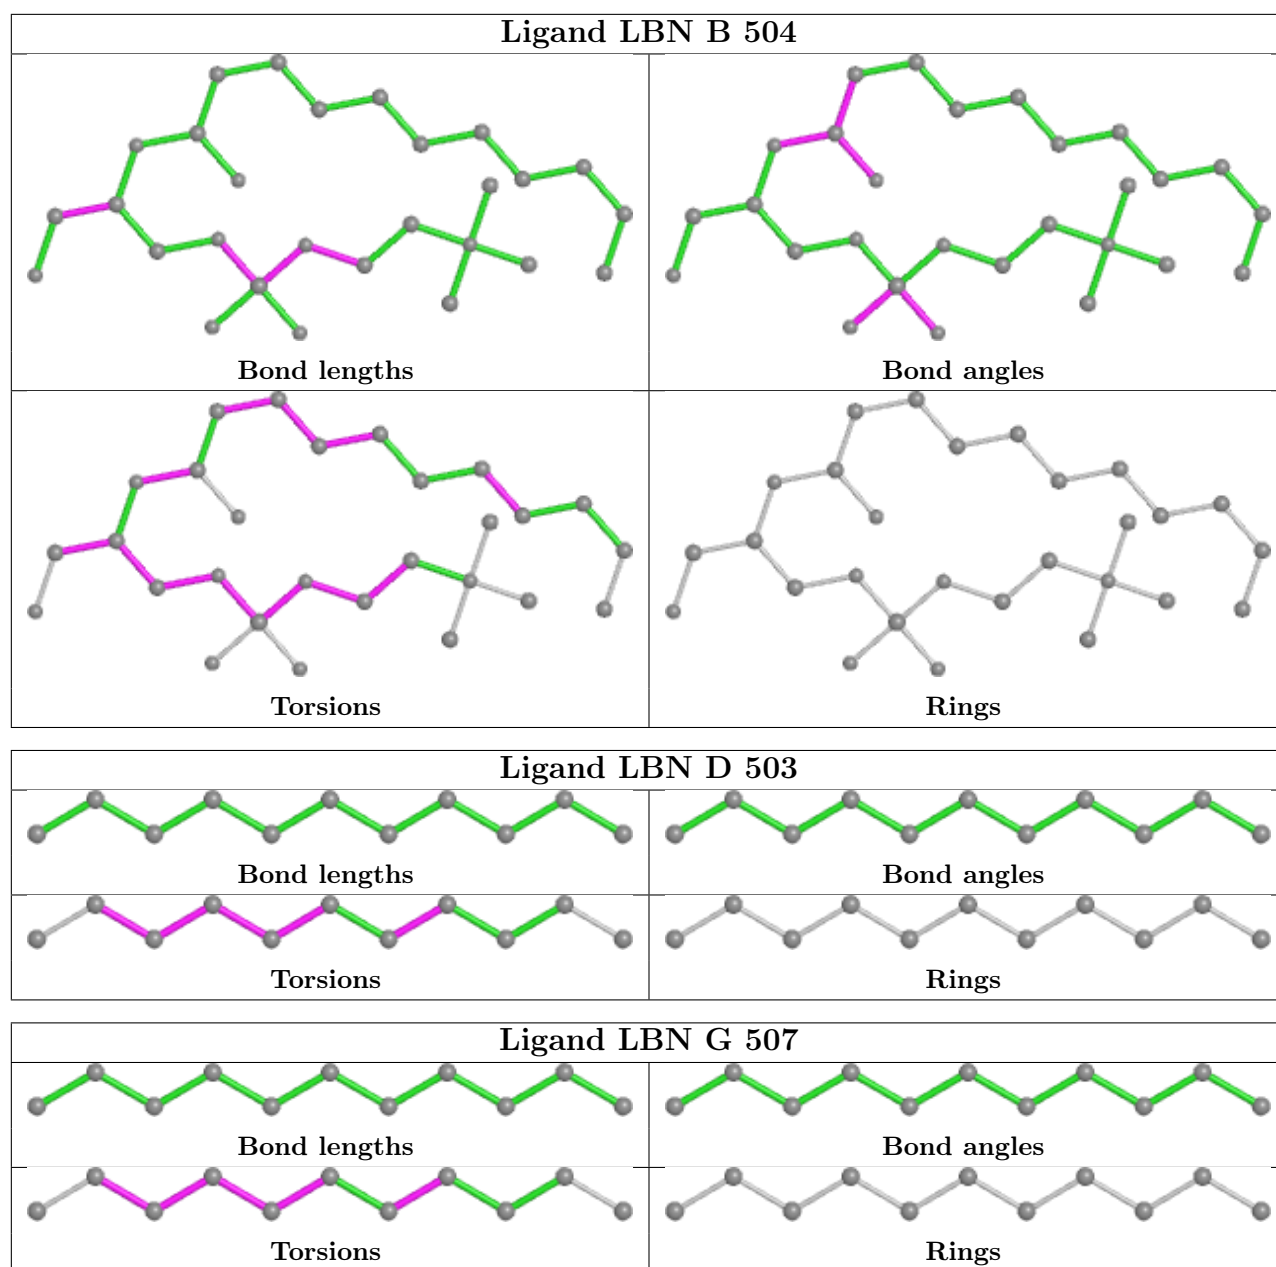 Ligand LBN B 504
Bond lengths
Bond angles
Torsions
Rings
Ligand LBN D 503
Bond lengths
Bond angles
Torsions
Rings
Ligand LBN G 507
Bond lengths
Bond angles
Torsions
Rings